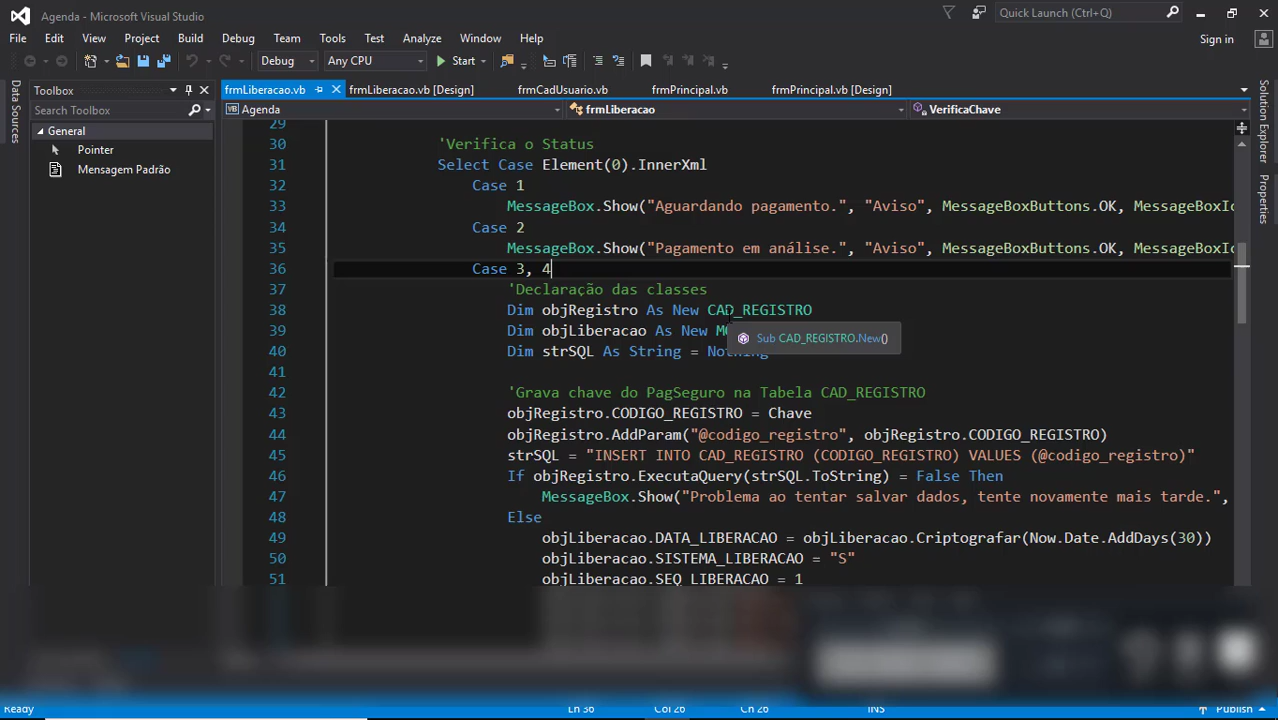 Agenda - Microsoft Visual Studio
Quick Launch (Ctrl+Q)
File Edit View Project Build Debug Team Tools Test Analyze Window Help
Sign in
Debug Any CPU Start
Data Sources
Toolbox
Search Toolbox
General
Pointer
Mensagem Padrão
frmLiberacao.vb frmLiberacao.vb [Design] frmCadUsuario.vb frmPrincipal.vb frmPrincipal.vb [Design]
Agenda frmLiberacao VerificaChave
29
30 'Verifica o Status
31 Select Case Element(0).InnerXml
32 Case 1
33 MessageBox.Show("Aguardando pagamento.", "Aviso", MessageBoxButtons.OK, MessageBoxIc
34 Case 2
35 MessageBox.Show("Pagamento em análise.", "Aviso", MessageBoxButtons.OK, MessageBoxIc
36 Case 3, 4
37 'Declaração das classes
38 Dim objRegistro As New CAD_REGISTRO
39 Dim objLiberacao As New
Sub CAD_REGISTRO.New()
40 Dim strSQL As String = Nothing
41
42 'Grava chave do PagSeguro na Tabela CAD_REGISTRO
43 objRegistro.CODIGO_REGISTRO = Chave
44 objRegistro.AddParam("@codigo_registro", objRegistro.CODIGO_REGISTRO)
45 strSQL = "INSERT INTO CAD_REGISTRO (CODIGO_REGISTRO) VALUES (@codigo_registro)"
46 If objRegistro.ExecutaQuery(strSQL.ToString) = False Then
47 MessageBox.Show("Problema ao tentar salvar dados, tente novamente mais tarde.",
48 Else
49 objLiberacao.DATA_LIBERACAO = objLiberacao.Criptografar(Now.Date.AddDays(30))
50 objLiberacao.SISTEMA_LIBERACAO = "S"
51 objLiberacao.SEQ_LIBERACAO = 1
Solution Explorer
Properties
Ready Ln 36 Col 26 Ch 26 INS Publish